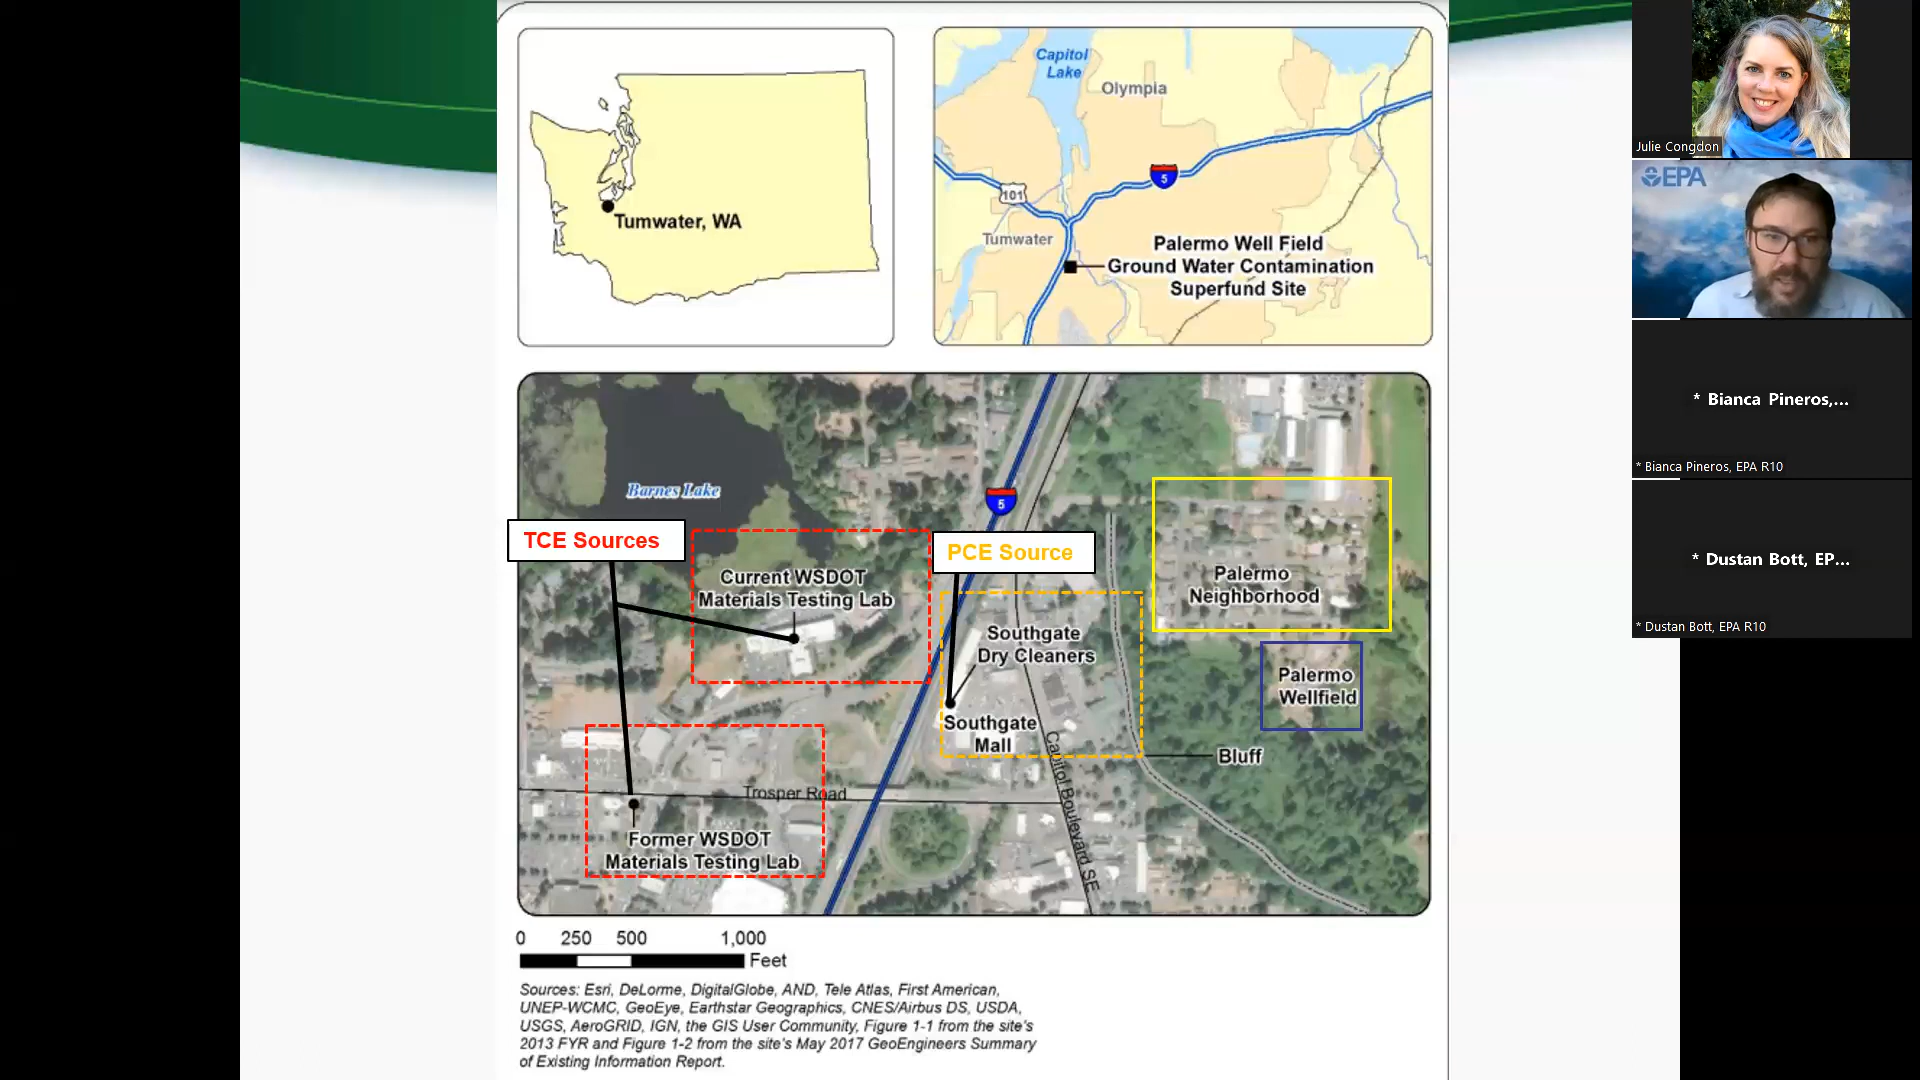 Tumwater, WA
Capitol
Lake
Olympia
5
101
Tumwater
Palermo Well Field
Ground Water Contamination
Superfund Site
Barnes Lake
5
TCE Sources
PCE Source
Current WSDOT
Materials Testing Lab
Palermo
Neighborhood
Southgate
Dry Cleaners
Palermo
Wellfield
Southgate
Mall
Bluff
Capitol Boulevard SE
Trosper Road
Former WSDOT
Materials Testing Lab
0 250 500 1,000
Feet
Sources: Esri, DeLorme, DigitalGlobe, AND, Tele Atlas, First American,
UNEP-WCMC, GeoEye, Earthstar Geographics, CNES/Airbus DS, USDA,
USGS, AeroGRID, IGN, the GIS User Community, Figure 1-1 from the site's
2013 FYR and Figure 1-2 from the site's May 2017 GeoEngineers Summary
of Existing Information Report.
Julie Congdon
EPA
* Bianca Pineros,...
* Bianca Pineros, EPA R10
* Dustan Bott, EP...
* Dustan Bott, EPA R10